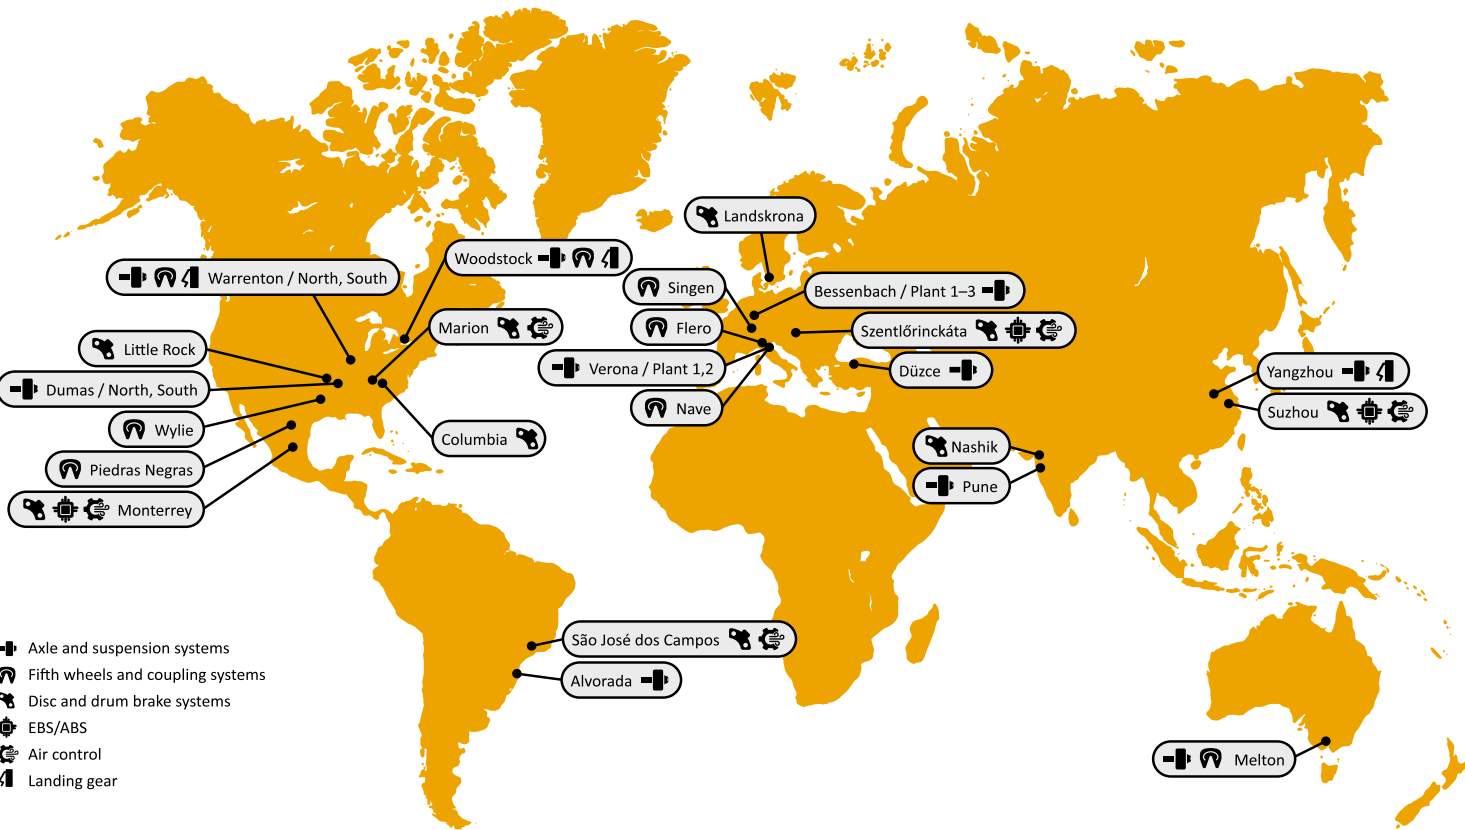 Landskrona
Woodstock
Warrenton / North, South
Singen
Bessenbach / Plant 1–3
Marion
Flero
Szentlőrinckáta
Little Rock
Verona / Plant 1,2
Düzce
Yangzhou
Dumas / North, South
Nave
Suzhou
Wylie
Columbia
Nashik
Piedras Negras
Pune
Monterrey
São José dos Campos
Alvorada
Axle and suspension systems
Fifth wheels and coupling systems
Disc and drum brake systems
EBS/ABS
Air control
Landing gear
Melton